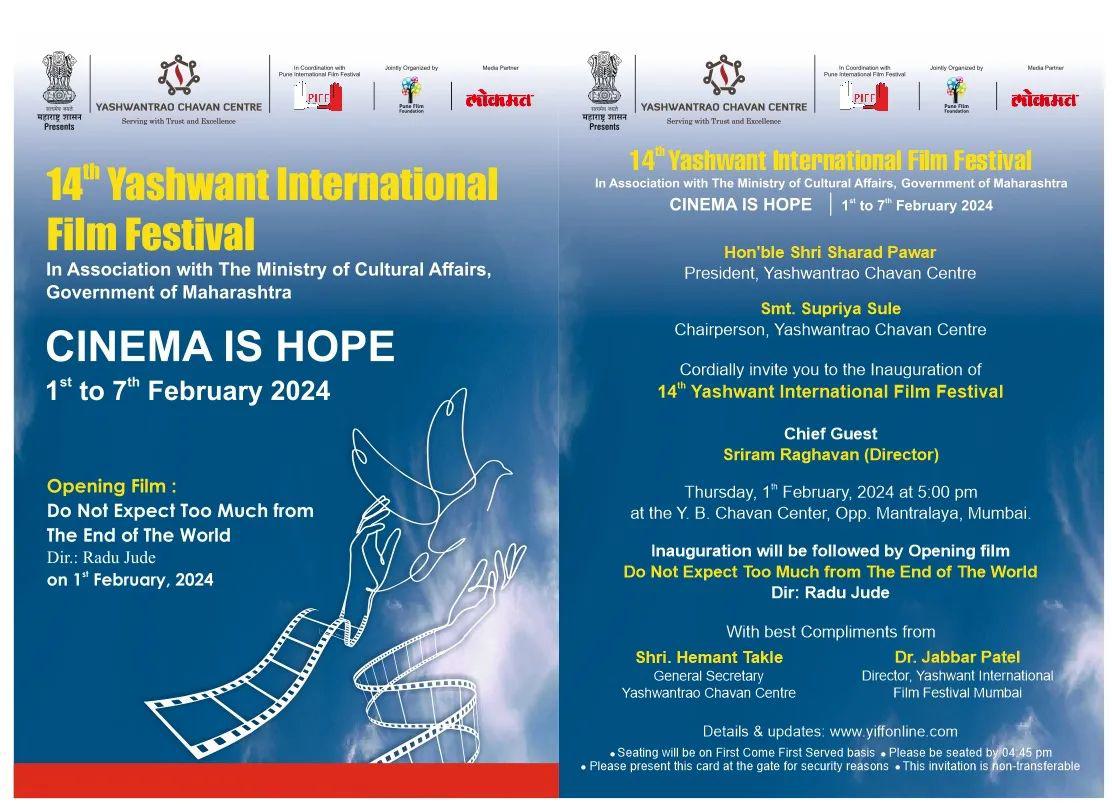 सत्यमेव जयते
महाराष्ट्र शासन
Presents
YASHWANTRAO CHAVAN CENTRE
Serving with Trust and Excellence
In Coordination with
Pune International Film Festival
PIFF
Jointly Organized by
Pune Film
Foundation
Media Partner
लोकमत
14th Yashwant International
Film Festival
In Association with The Ministry of Cultural Affairs,
Government of Maharashtra
CINEMA IS HOPE
1st to 7th February 2024
Opening Film :
Do Not Expect Too Much from
The End of The World
Dir.: Radu Jude
on 1st February, 2024
सत्यमेव जयते
महाराष्ट्र शासन
Presents
YASHWANTRAO CHAVAN CENTRE
Serving with Trust and Excellence
In Coordination with
Pune International Film Festival
PIFF
Jointly Organized by
Pune Film
Foundation
Media Partner
लोकमत
14th Yashwant International Film Festival
In Association with The Ministry of Cultural Affairs, Government of Maharashtra
CINEMA IS HOPE 1st to 7th February 2024
Hon'ble Shri Sharad Pawar
President, Yashwantrao Chavan Centre
Smt. Supriya Sule
Chairperson, Yashwantrao Chavan Centre
Cordially invite you to the Inauguration of
14th Yashwant International Film Festival
Chief Guest
Sriram Raghavan (Director)
Thursday, 1th February, 2024 at 5:00 pm
at the Y. B. Chavan Center, Opp. Mantralaya, Mumbai.
Inauguration will be followed by Opening film
Do Not Expect Too Much from The End of The World
Dir: Radu Jude
With best Compliments from
Shri. Hemant Takle
General Secretary
Yashwantrao Chavan Centre
Dr. Jabbar Patel
Director, Yashwant International
Film Festival Mumbai
Details & updates: www.yiffonline.com
• Seating will be on First Come First Served basis • Please be seated by 04:45 pm
• Please present this card at the gate for security reasons • This invitation is non-transferable